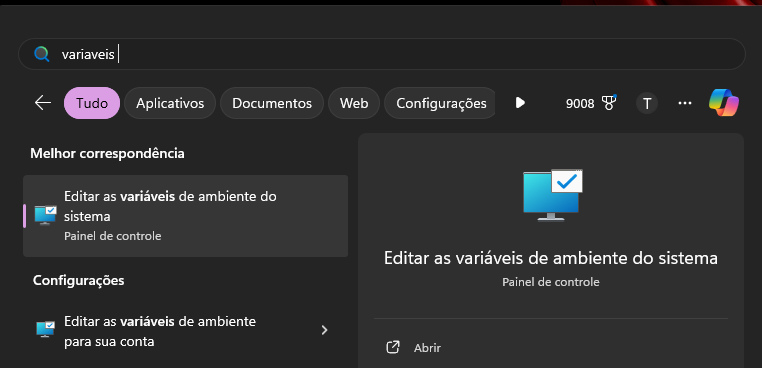 variaveis
Tudo
Aplicativos
Documentos
Web
Configurações
9008
T
Melhor correspondência
Editar as variáveis de ambiente do
sistema
Painel de controle
Configurações
Editar as variáveis de ambiente
para sua conta
Editar as variáveis de ambiente do sistema
Painel de controle
Abrir